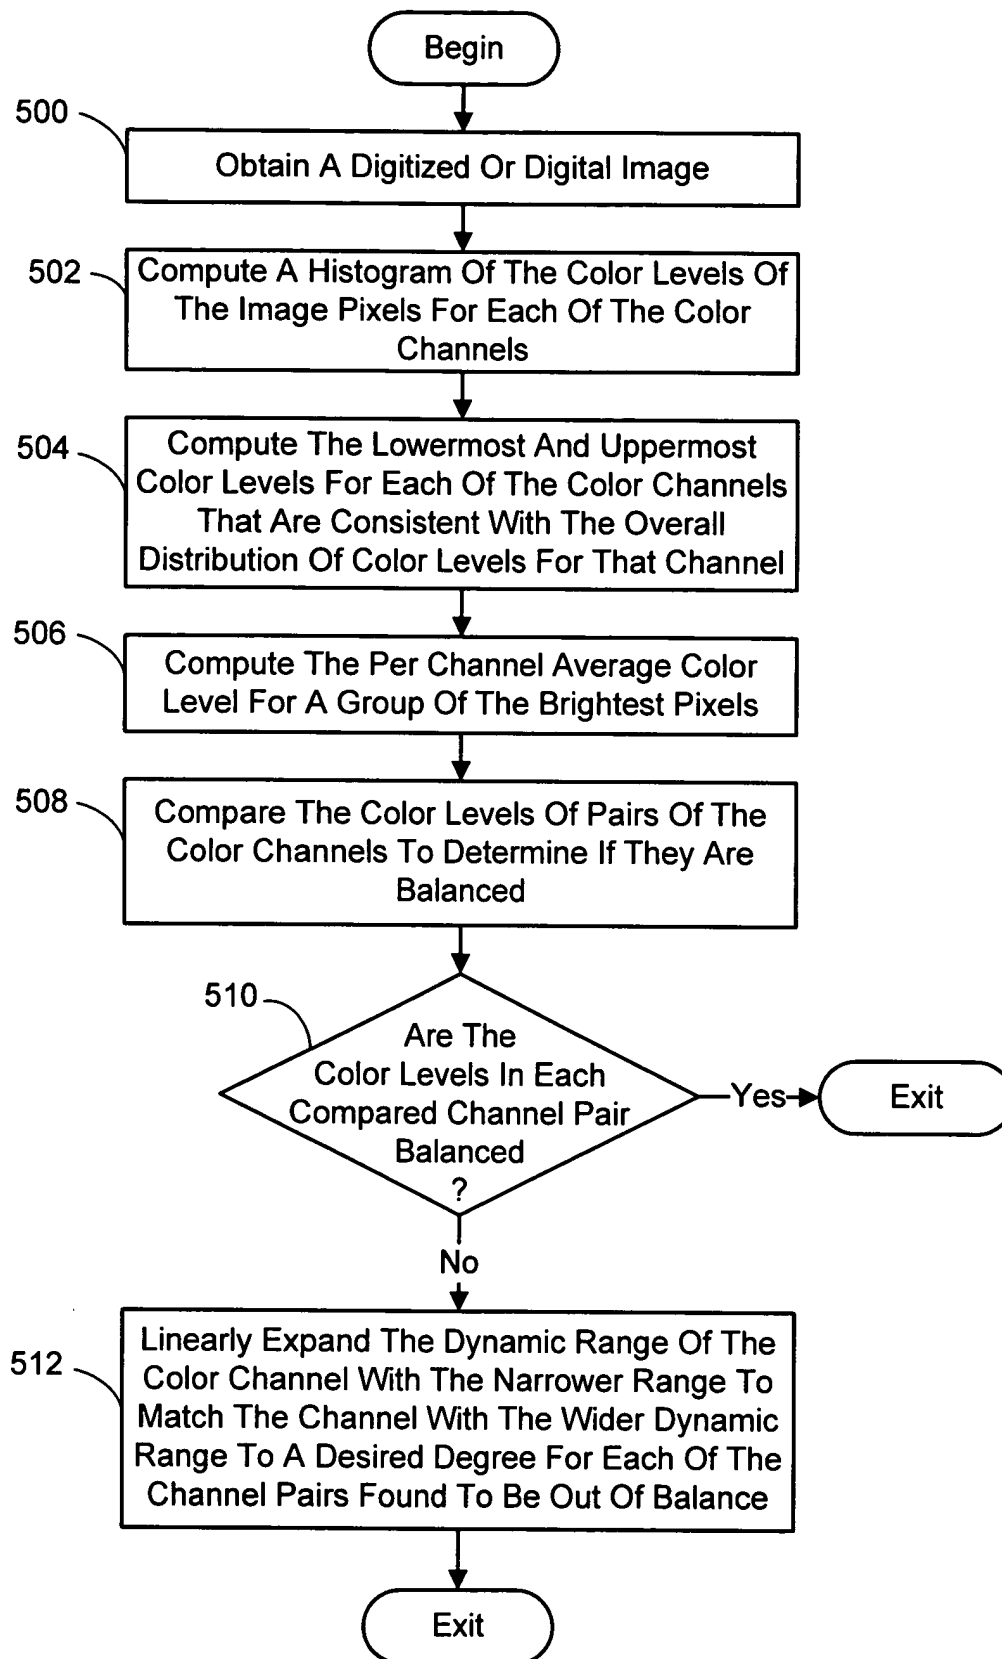 Begin
500
Obtain A Digitized Or Digital Image
502
Compute A Histogram Of The Color Levels Of
The Image Pixels For Each Of The Color
Channels
504
Compute The Lowermost And Uppermost
Color Levels For Each Of The Color Channels
That Are Consistent With The Overall
Distribution Of Color Levels For That Channel
506
Compute The Per Channel Average Color
Level For A Group Of The Brightest Pixels
508
Compare The Color Levels Of Pairs Of The
Color Channels To Determine If They Are
Balanced
510
Are The
Color Levels In Each
Compared Channel Pair
Balanced
?
Yes
Exit
No
512
Linearly Expand The Dynamic Range Of The
Color Channel With The Narrower Range To
Match The Channel With The Wider Dynamic
Range To A Desired Degree For Each Of The
Channel Pairs Found To Be Out Of Balance
Exit